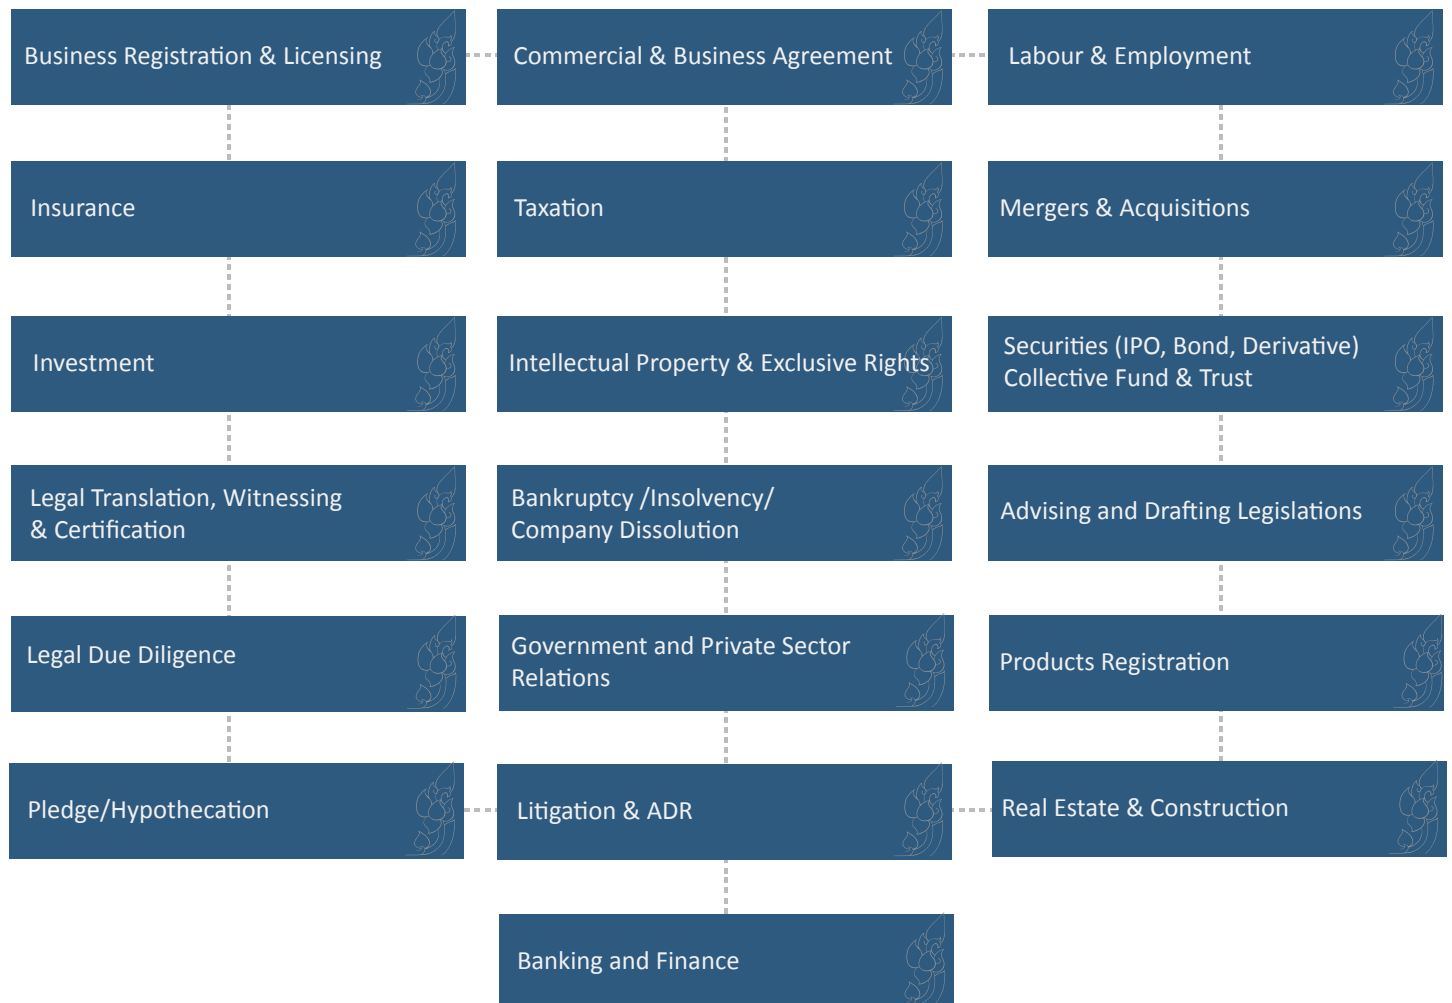 Business Registration & Licensing
Commercial & Business Agreement
Labour & Employment
Insurance
Taxation
Mergers & Acquisitions
Investment
Intellectual Property & Exclusive Rights
Securities (IPO, Bond, Derivative)
Collective Fund & Trust
Legal Translation, Witnessing
& Certification
Bankruptcy /Insolvency/
Company Dissolution
Advising and Drafting Legislations
Legal Due Diligence
Government and Private Sector
Relations
Products Registration
Pledge/Hypothecation
Litigation & ADR
Real Estate & Construction
Banking and Finance